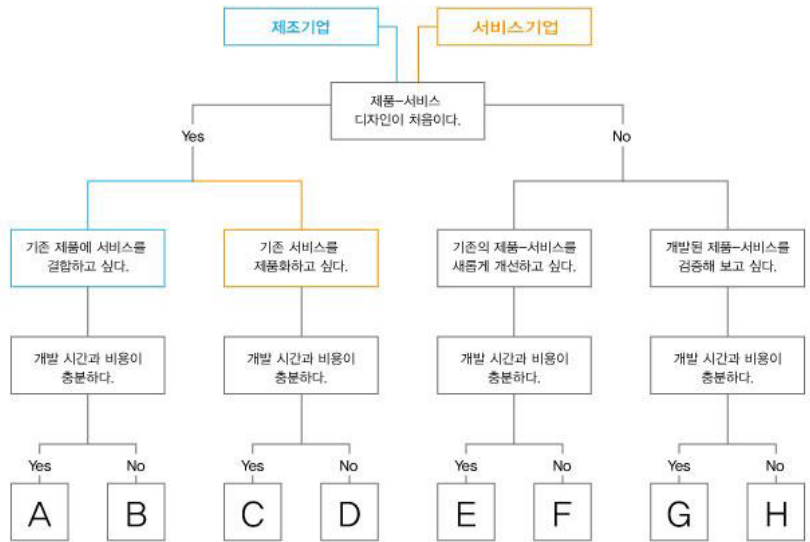 제조기업
서비스기업
제품-서비스
디자인이 처음이다.
Yes
No
기존 제품에 서비스를
결합하고 싶다.
기존 서비스를
제품화하고 싶다.
기존의 제품-서비스를
새롭게 개선하고 싶다.
개발된 제품-서비스를
검증해 보고 싶다.
개발 시간과 비용이
충분하다.
개발 시간과 비용이
충분하다.
개발 시간과 비용이
충분하다.
개발 시간과 비용이
충분하다.
Yes
No
Yes
No
Yes
No
Yes
No
A
B
C
D
E
F
G
H